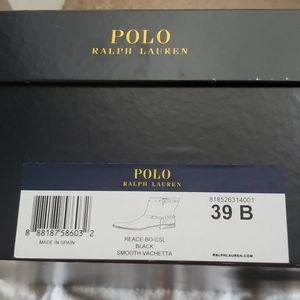 POLO
RALPH LAUREN
POLO
RALPH LAUREN
818526314001
39 B
8 88187 58603 2
MADE IN SPAIN
REACE-BO-CSL
BLACK
SMOOTH VACHETTA
RALPHLAUREN.COM